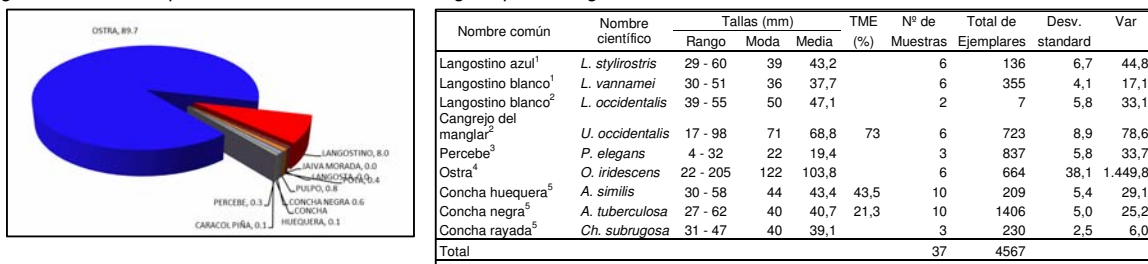 OSTRA, 89.7
LANGOSTINO, 8.0
JAIVA MORADA, 0.0
LANGOSTA, 0.0
POTA, 0.4
PULPO, 0.8
CONCHA NEGRA 0.6
CONCHA HUEQUERA, 0.1
PERCEBE, 0.3
CARACOL PIÑA, 0.1
Nombre común Nombre científico Tallas (mm) TME (%) Nº de Muestras Total de Ejemplares Desv. standard Var
Rango Moda Media
Langostino azul¹ L. stylirostris 29 - 60 39 43,2 6 136 6,7 44,8
Langostino blanco¹ L. vannamei 30 - 51 36 37,7 6 355 4,1 17,1
Langostino blanco² L. occidentalis 39 - 55 50 47,1 2 7 5,8 33,1
Cangrejo del
manglar² U. occidentalis 17 - 98 71 68,8 73 6 723 8,9 78,6
Percebe³ P. elegans 4 - 32 22 19,4 3 837 5,8 33,7
Ostra⁴ O. iridescens 22 - 205 122 103,8 6 664 38,1 1.449,8
Concha huequera⁵ A. similis 30 - 58 44 43,4 43,5 10 209 5,4 29,1
Concha negra⁵ A. tuberculosa 27 - 62 40 40,7 21,3 10 1406 5,0 25,2
Concha rayada⁵ Ch. subrugosa 31 - 47 40 39,1 3 230 2,5 6,0
Total 37 4567